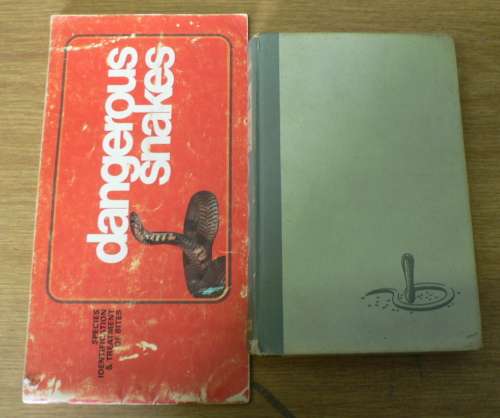 dangerous
snakes
SPECIES
IDENTIFICATION
& TREATMENT
OF BITES